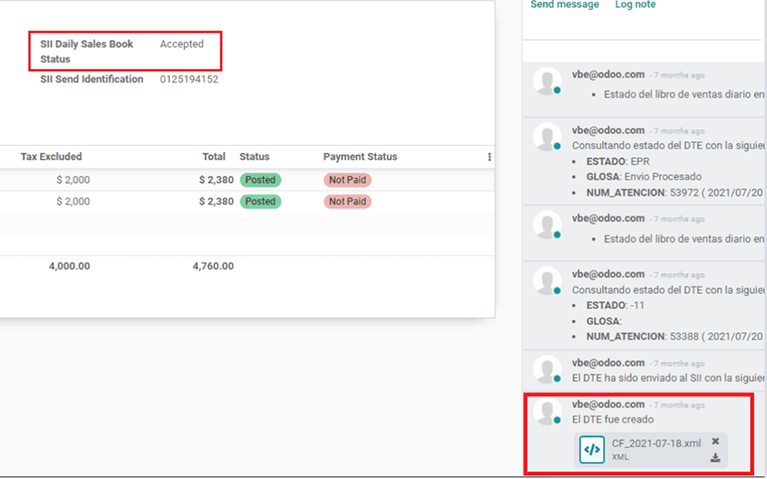 Send message Log note
SII Daily Sales Book Accepted
Status
SII Send Identification 0125194152
Tax Excluded Total Status Payment Status
$ 2,000 $ 2,380 Posted Not Paid
$ 2,000 $ 2,380 Posted Not Paid
4,000.00 4,760.00
vbe@odoo.com - 7 months ago
• Estado del libro de ventas diario en
vbe@odoo.com - 7 months ago
Consultando estado del DTE con la siguie
• ESTADO: EPR
• GLOSA: Envio Procesado
• NUM_ATENCION: 53972 ( 2021/07/20
vbe@odoo.com - 7 months ago
• Estado del libro de ventas diario en
vbe@odoo.com - 7 months ago
Consultando estado del DTE con la siguie
• ESTADO: -11
• GLOSA:
• NUM_ATENCION: 53388 ( 2021/07/20
vbe@odoo.com - 7 months ago
El DTE ha sido enviado al SII con la siguie
vbe@odoo.com - 7 months ago
El DTE fue creado
CF_2021-07-18.xml
XML